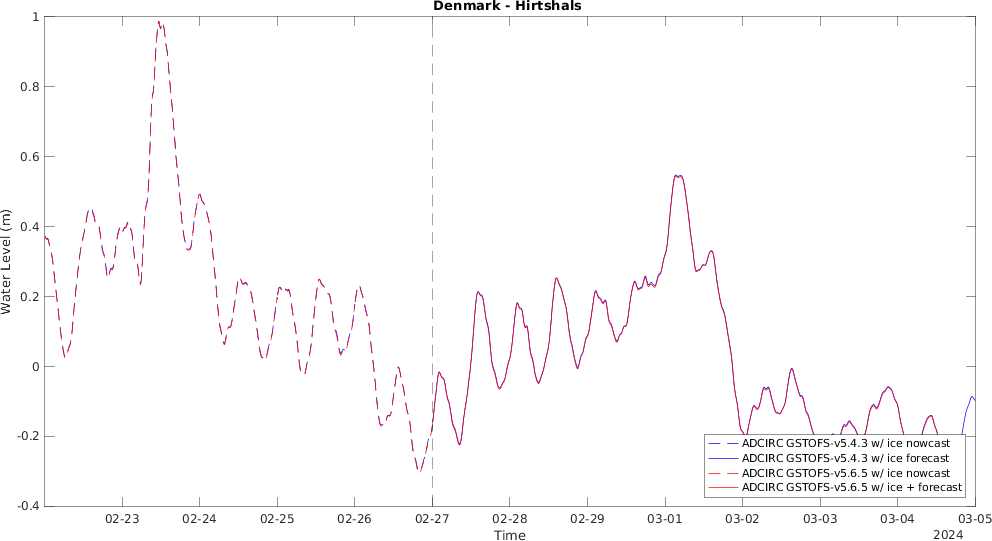 Denmark - Hirtshals
Water Level (m)
1
0.8
0.6
0.4
0.2
0
-0.2
-0.4
ADCIRC GSTOFS-v5.4.3 w/ ice nowcast
ADCIRC GSTOFS-v5.4.3 w/ ice forecast
ADCIRC GSTOFS-v5.6.5 w/ ice nowcast
ADCIRC GSTOFS-v5.6.5 w/ ice + forecast
02-23 02-24 02-25 02-26 02-27 02-28 02-29 03-01 03-02 03-03 03-04 03-05
Time
2024